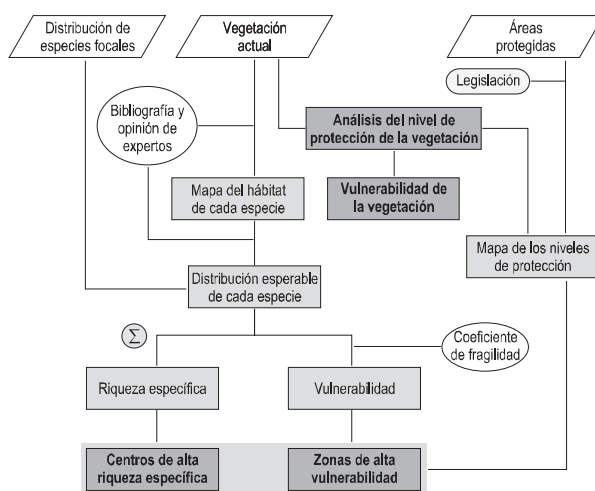 Distribución de
especies focales
Vegetación
actual
Áreas
protegidas
Legislación
Bibliografía y
opinión de
expertos
Análisis del nivel de
protección de la vegetación
Mapa del hábitat
de cada especie
Vulnerabilidad de
la vegetación
Mapa de los niveles
de protección
Distribución esperable
de cada especie
Σ
Coeficiente
de fragilidad
Riqueza específica
Vulnerabilidad
Centros de alta
riqueza específica
Zonas de alta
vulnerabilidad